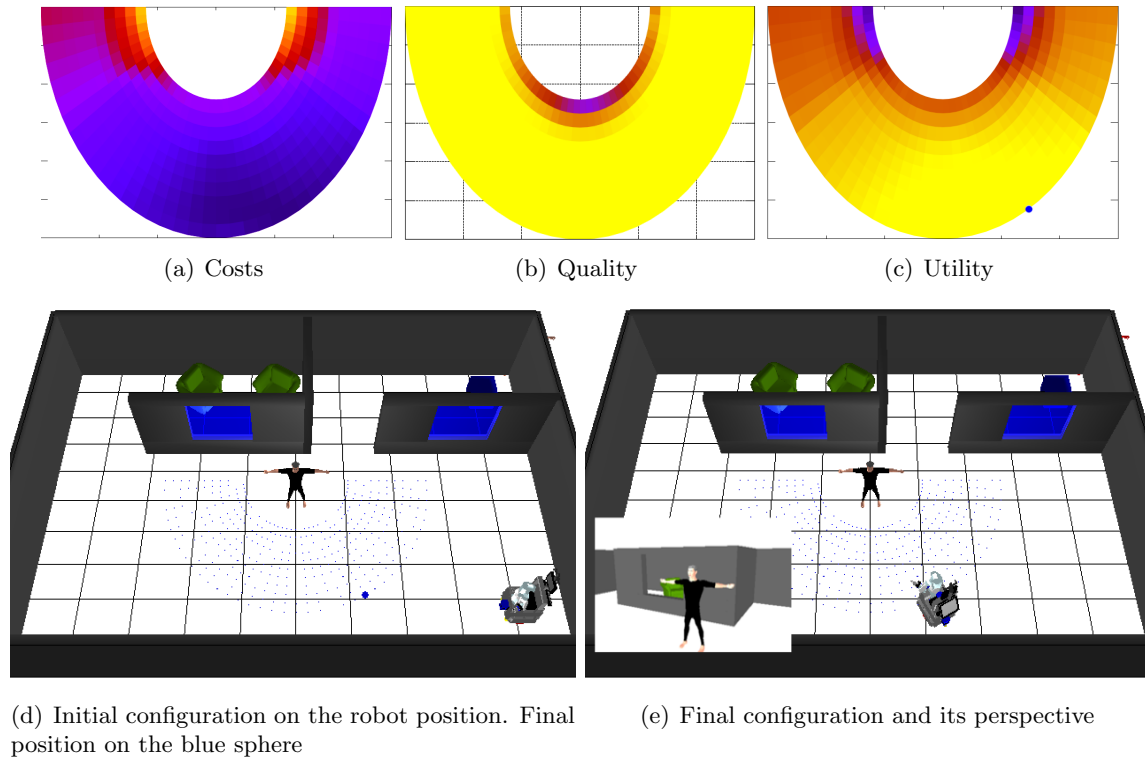 (a) Costs
(b) Quality
(c) Utility
(d) Initial configuration on the robot position. Final
position on the blue sphere
(e) Final configuration and its perspective